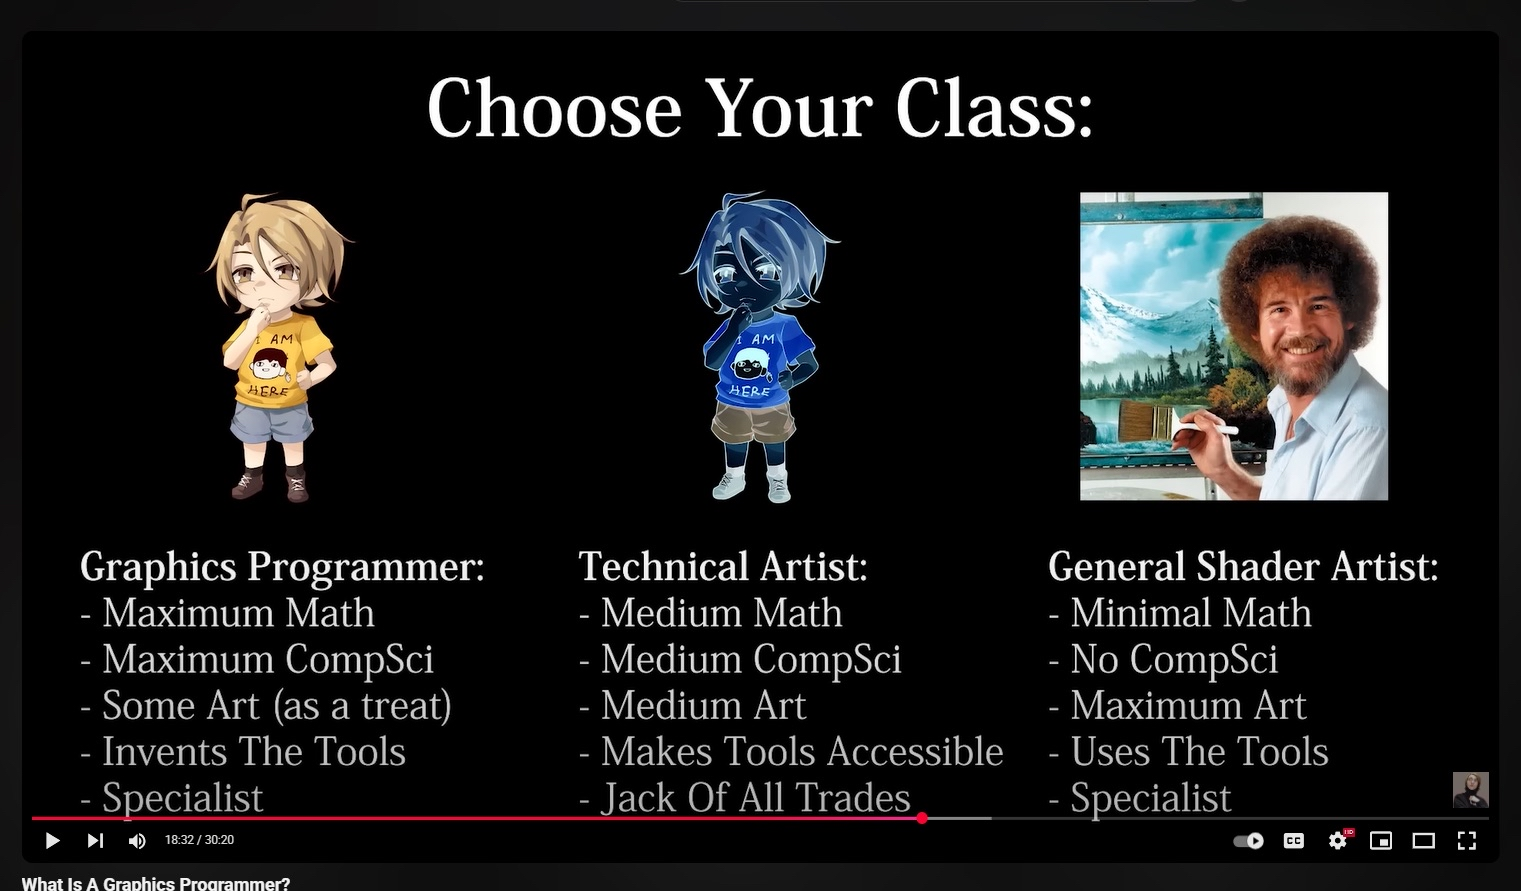 Choose Your Class:
I AM
HERE
I AM
HERE
Graphics Programmer:
- Maximum Math
- Maximum CompSci
- Some Art (as a treat)
- Invents The Tools
- Specialist
Technical Artist:
- Medium Math
- Medium CompSci
- Medium Art
- Makes Tools Accessible
- Jack Of All Trades
General Shader Artist:
- Minimal Math
- No CompSci
- Maximum Art
- Uses The Tools
- Specialist
18:32 / 30:20
CC
HD
What Is A Graphics Programmer?